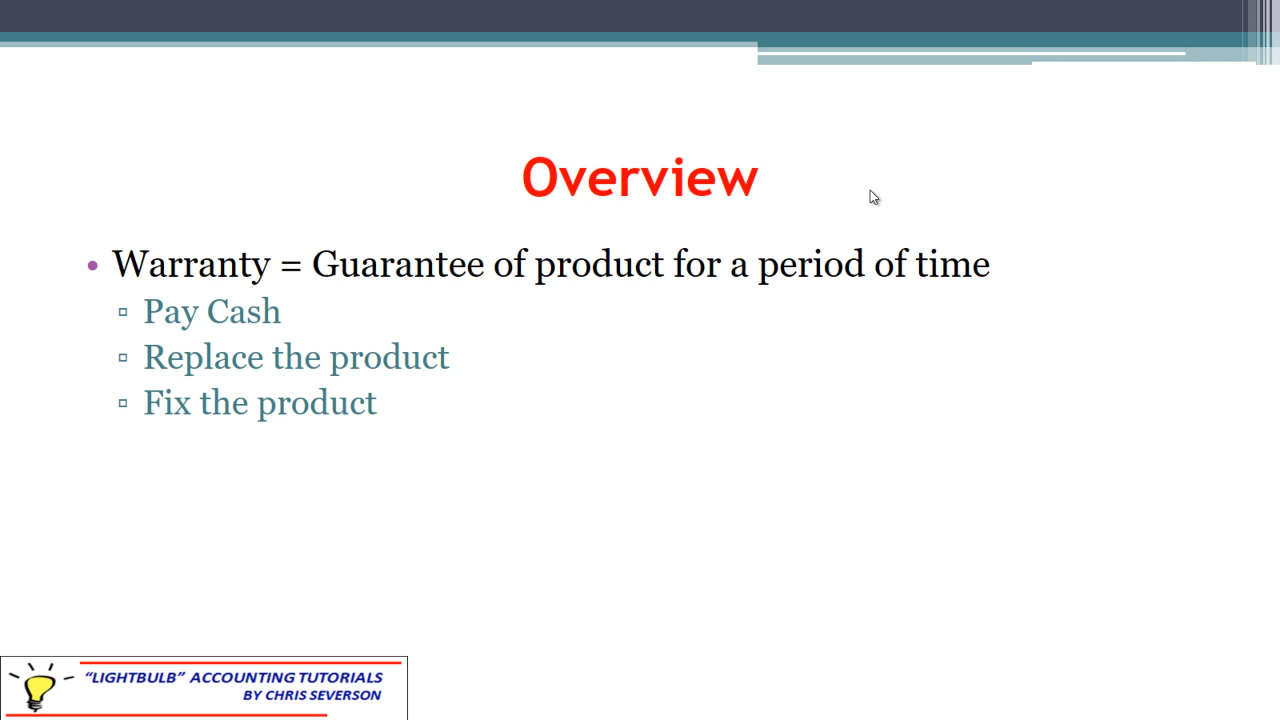 Overview
• Warranty = Guarantee of product for a period of time
▫ Pay Cash
▫ Replace the product
▫ Fix the product
“LIGHTBULB” ACCOUNTING TUTORIALS
BY CHRIS SEVERSON